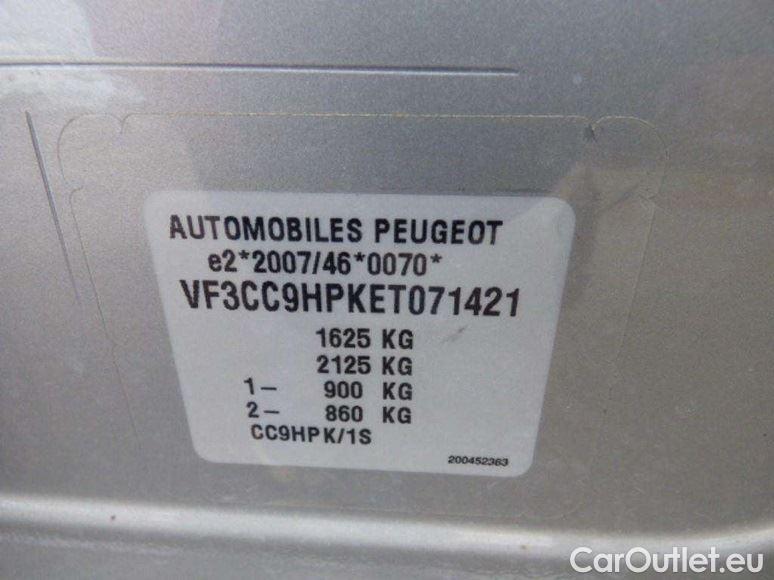 AUTOMOBILES PEUGEOT
e2*2007/46*0070*
VF3CC9HPKET071421
1625 KG
2125 KG
1- 900 KG
2- 860 KG
CC9HPK/1S
200452363
CarOutlet.eu